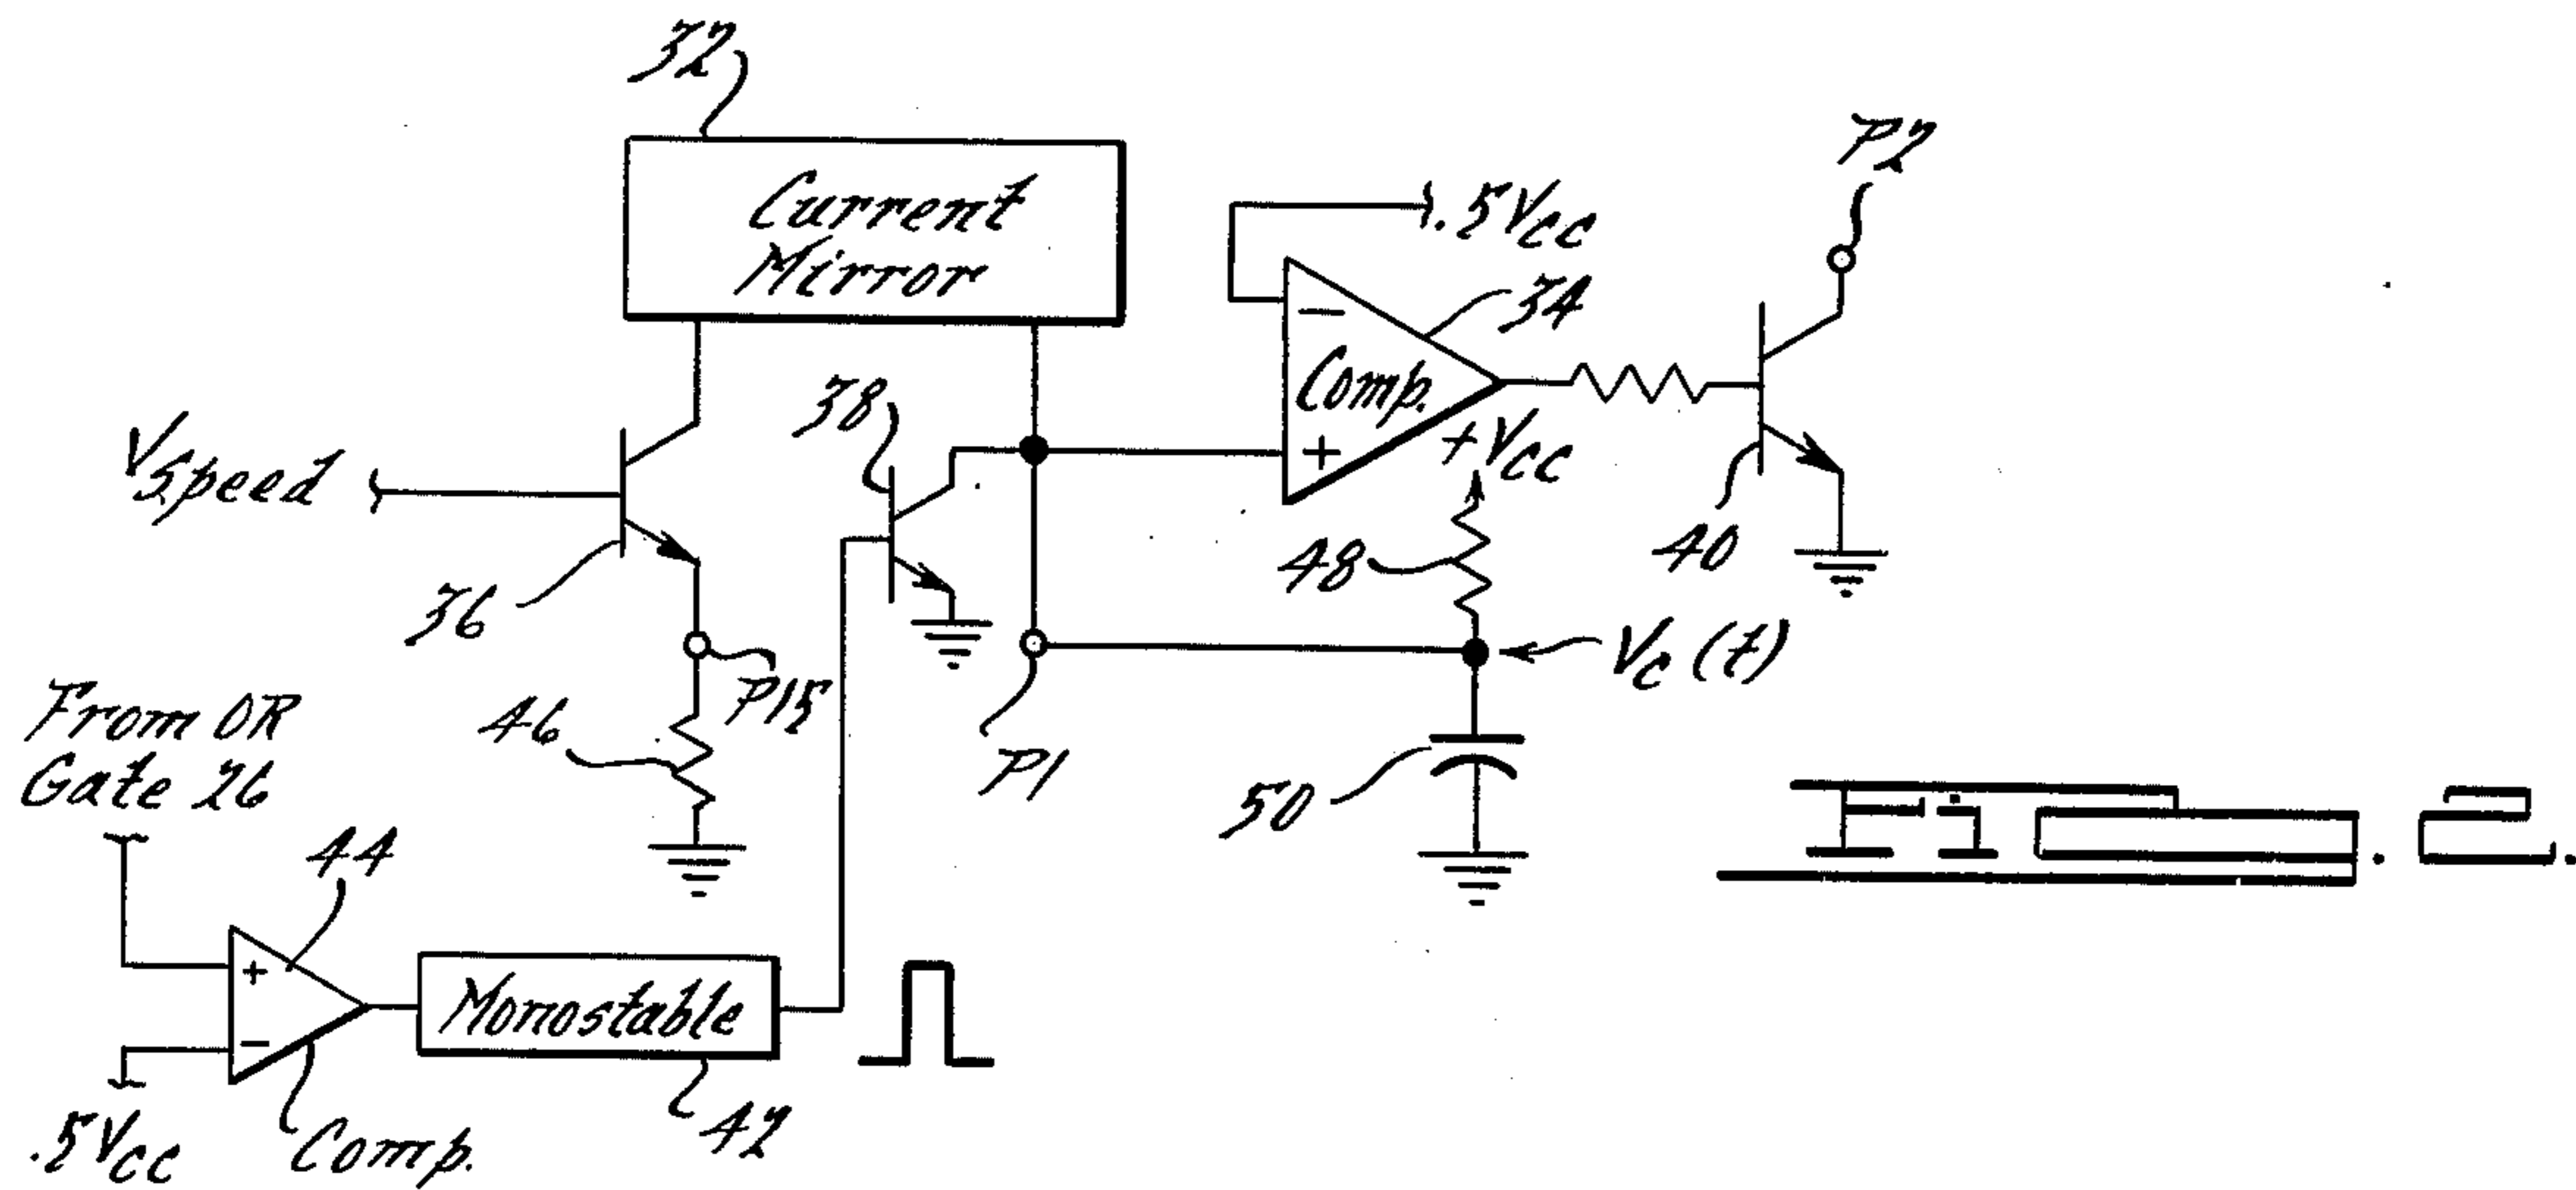 32
Current
Mirror
P2
.5Vcc
34
-
Comp.
+
+Vcc
38
VSpeed
36
48
40
P15
Vc (t)
From OR
Gate 26
46
P1
50
44
Fig. 2.
+
-
Monostable
42
.5Vcc
Comp.